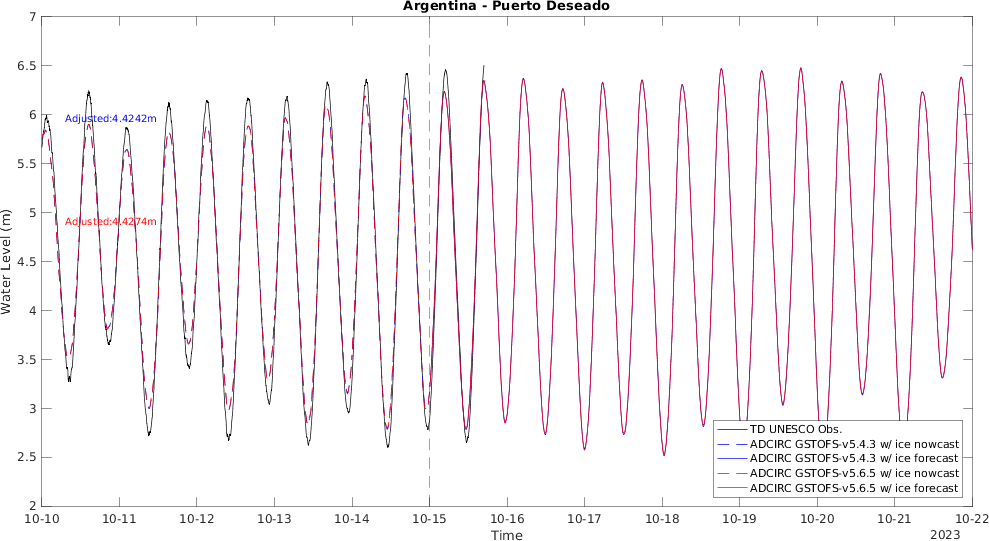 Argentina - Puerto Deseado
7
6.5
6
5.5
5
4.5
4
3.5
3
2.5
2
Water Level (m)
Adjusted:4.4242m
Adjusted:4.4274m
TD UNESCO Obs.
ADCIRC GSTOFS-v5.4.3 w/ ice nowcast
ADCIRC GSTOFS-v5.4.3 w/ ice forecast
ADCIRC GSTOFS-v5.6.5 w/ ice nowcast
ADCIRC GSTOFS-v5.6.5 w/ ice forecast
10-10 10-11 10-12 10-13 10-14 10-15 10-16 10-17 10-18 10-19 10-20 10-21 10-22
Time
2023